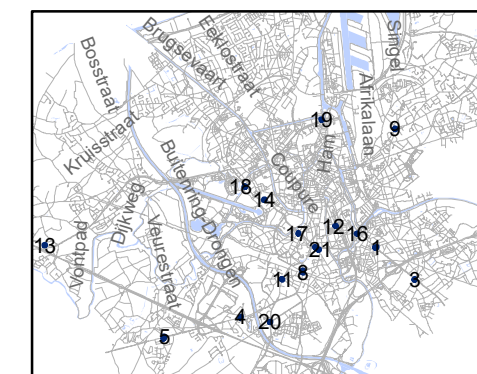 Brugsevaart
Eeklostraat
Singel
Bosstraat
Afrikalaan
19
9
Kruisstraat
Ham
Coupure
Buitenring-Drongen
18
14
Dijkweg
13
Vontpad
Veurestraat
17
12
16
21
1
8
11
3
4
20
5